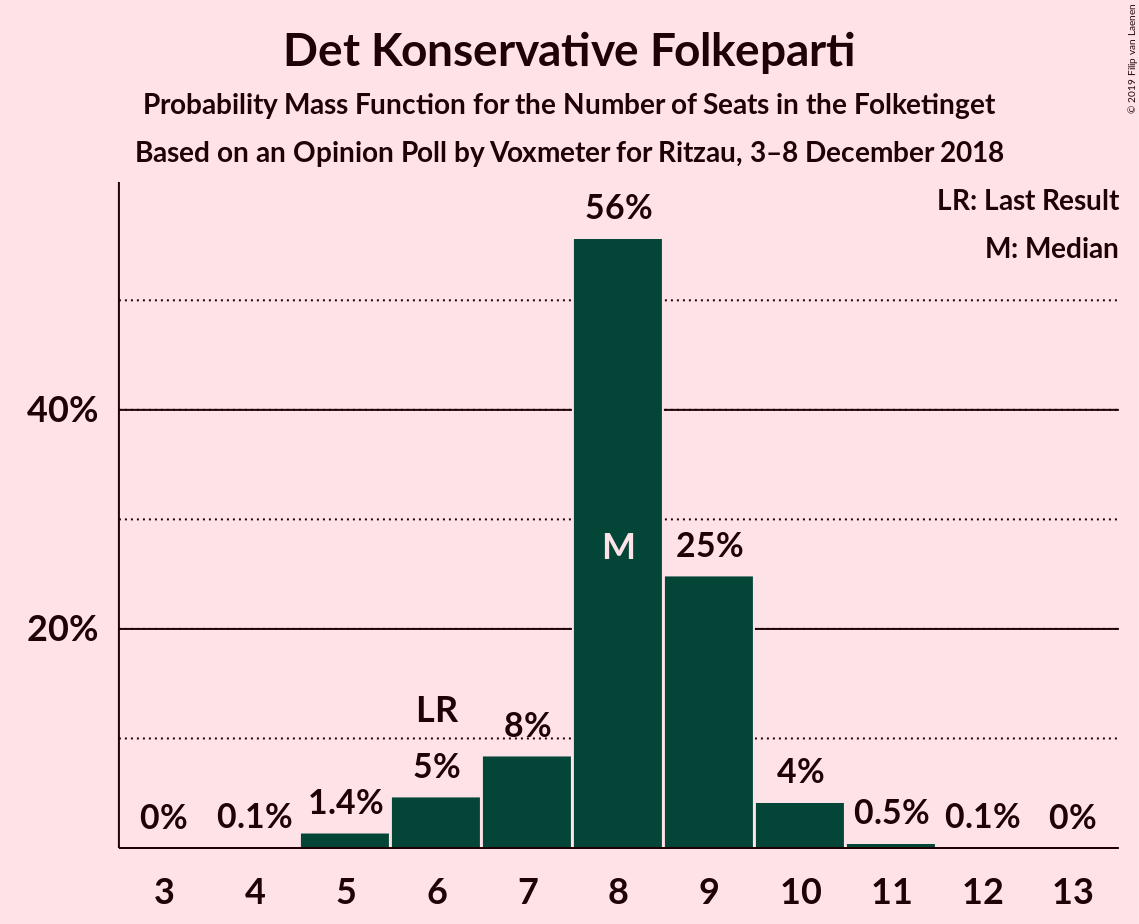 Det Konservative Folkeparti
Probability Mass Function for the Number of Seats in the Folketinget
Based on an Opinion Poll by Voxmeter for Ritzau, 3–8 December 2018
© 2019 Filip van Laenen
LR: Last Result
M: Median
56%
40%
M
25%
20%
LR
8%
5%
4%
1.4%
0.5%
0%
0.1%
0.1%
0%
3 4 5 6 7 8 9 10 11 12 13